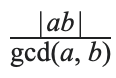 |ab|
gcd(a, b)